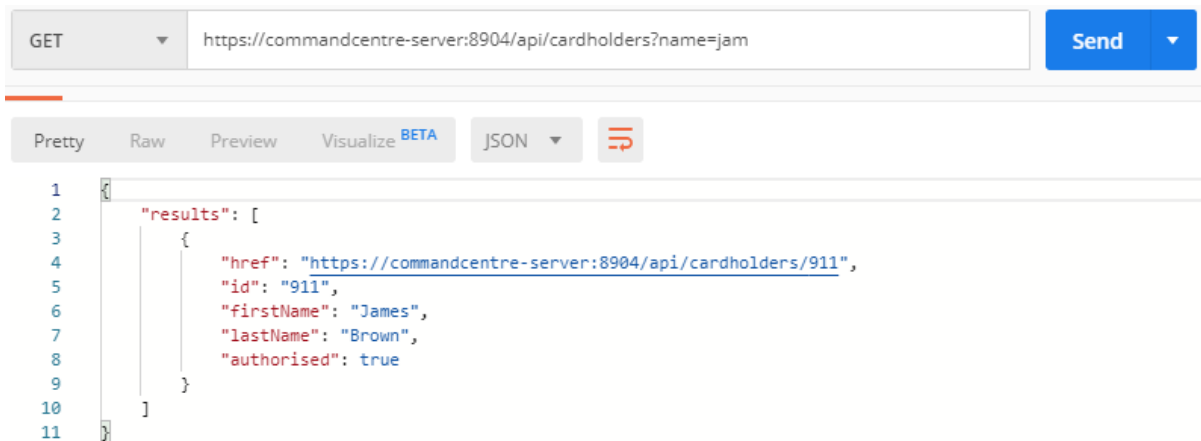 GET https://commandcentre-server:8904/api/cardholders?name=jam Send
Pretty Raw Preview Visualize BETA JSON
1 {
2 "results": [
3 {
4 "href": "https://commandcentre-server:8904/api/cardholders/911",
5 "id": "911",
6 "firstName": "James",
7 "lastName": "Brown",
8 "authorised": true
9 }
10 ]
11 }